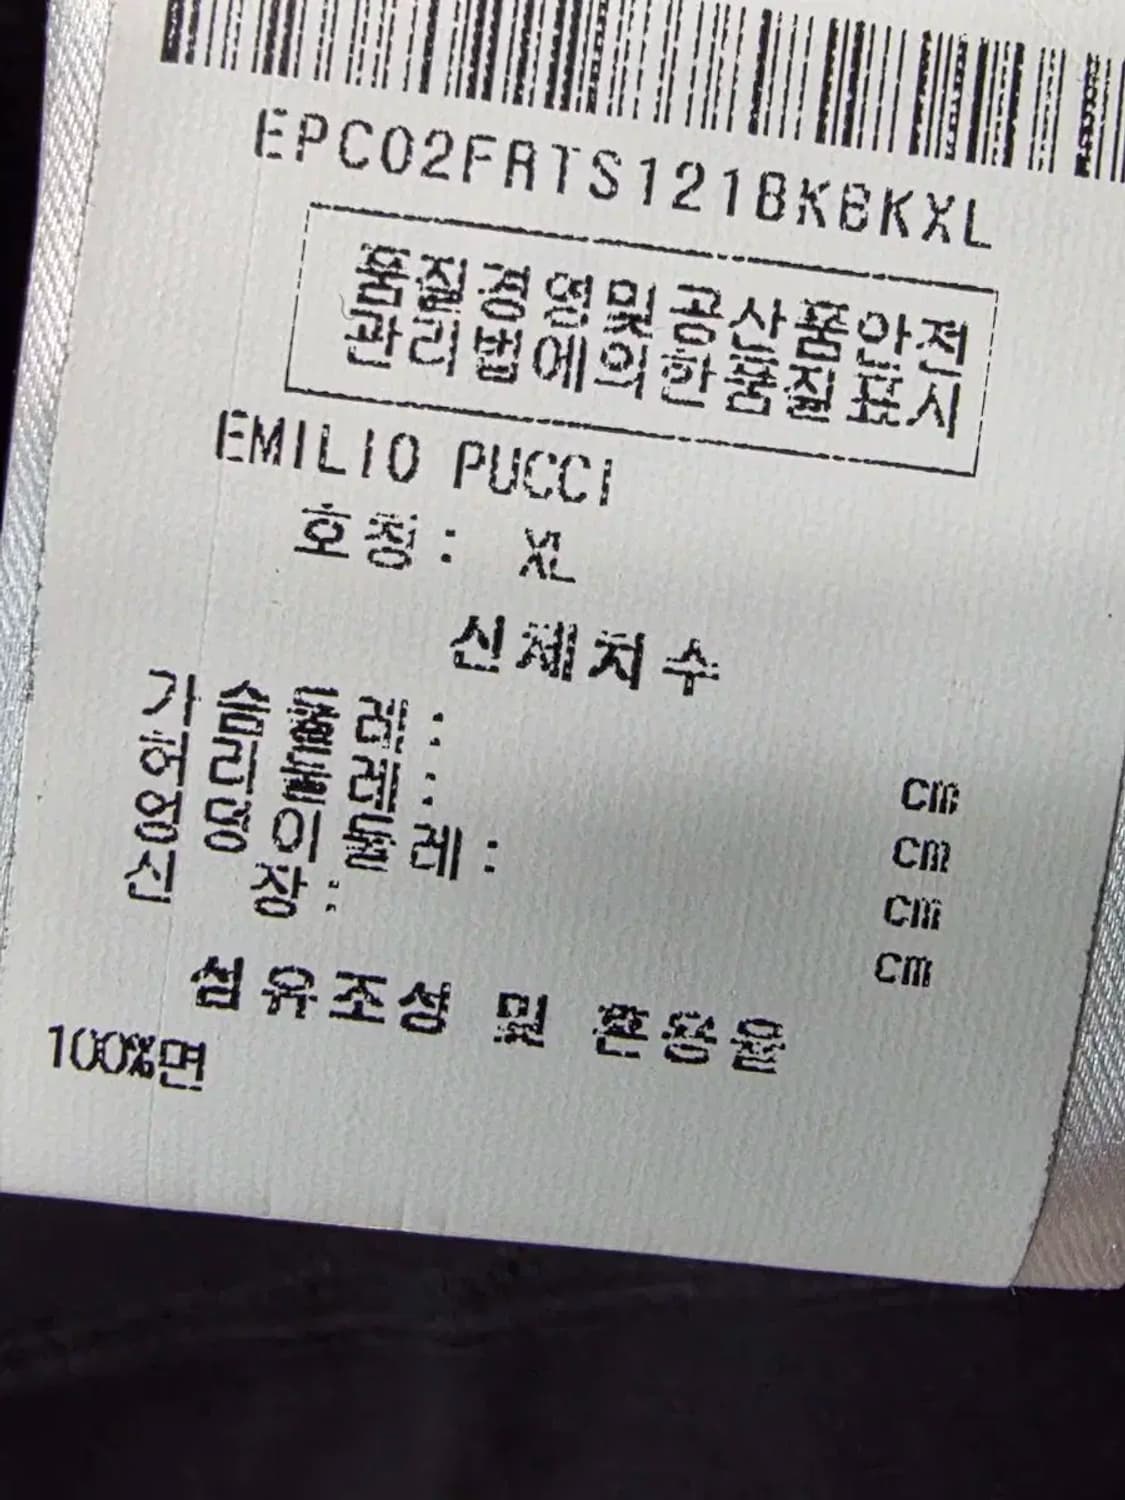 EPC02FRTS121BKBKXL
품질경영및공산품안전
관리법에의한품질표시
EMILIO PUCCI
호칭: XL
신체치수
가슴둘레: cm
허리둘레: cm
엉덩이둘레: cm
신 장: cm
섬유조성 및 혼용율
100%면